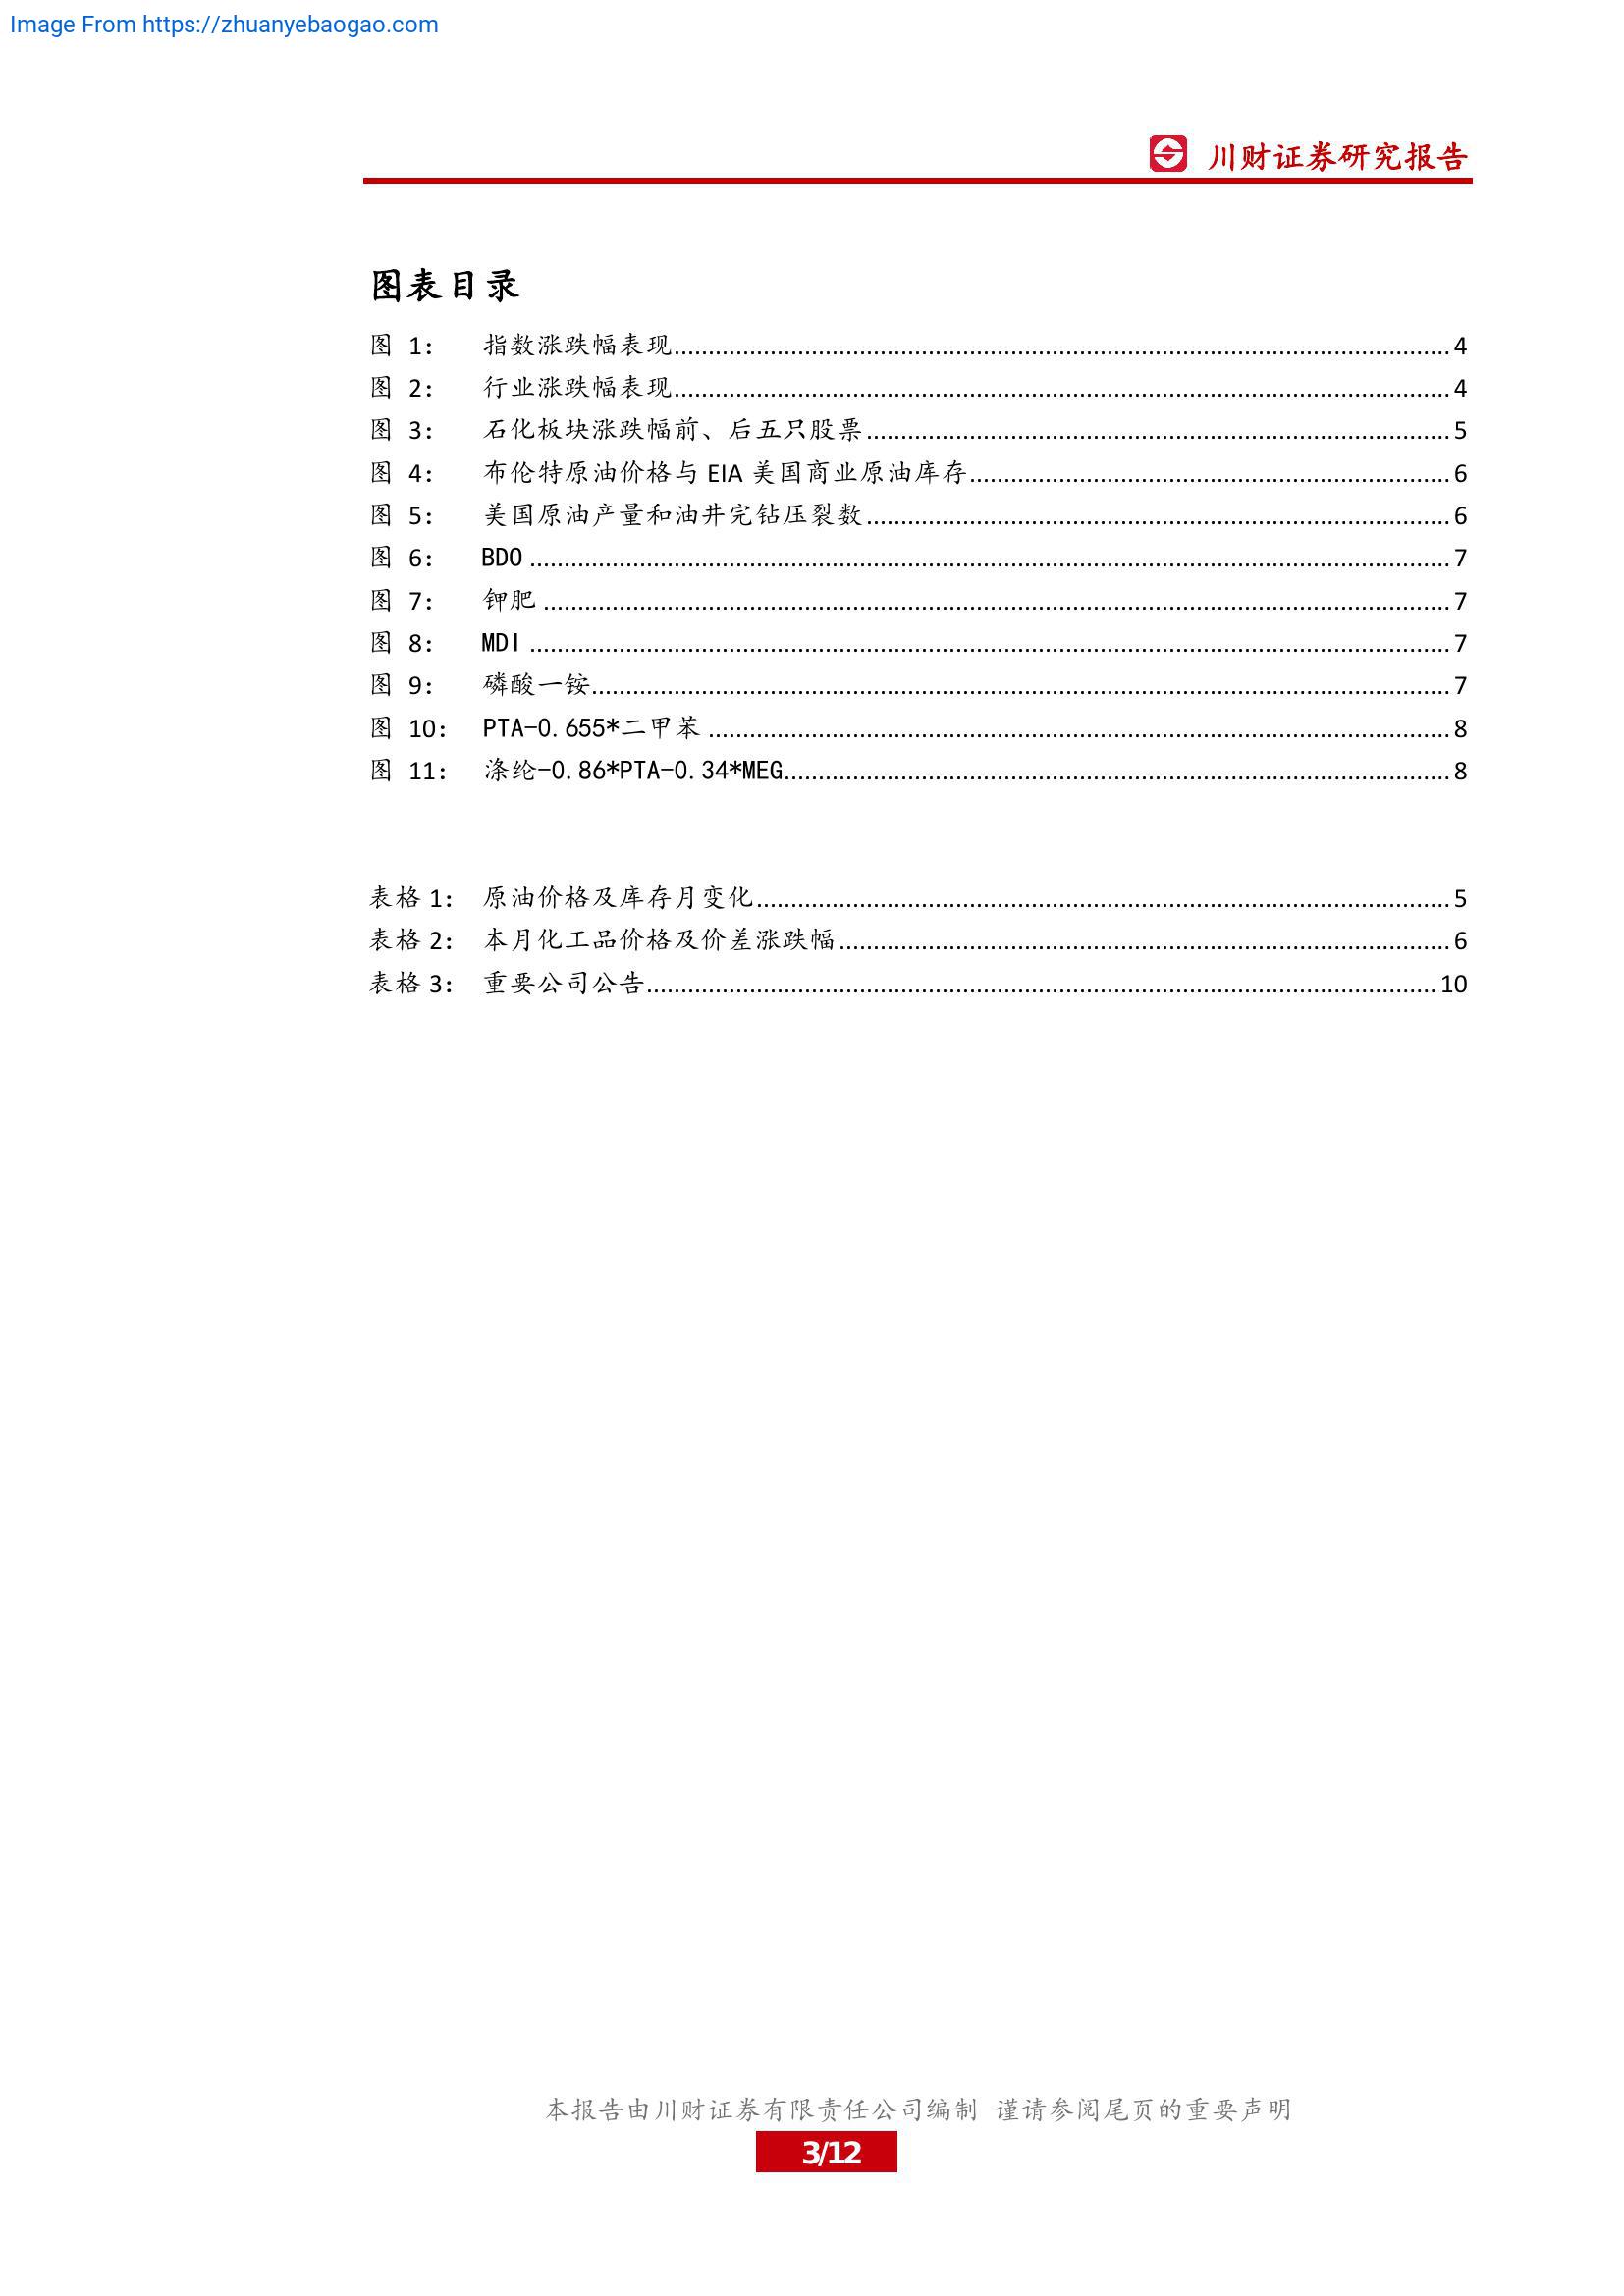 Image From https://zhuanyebaogao.com
川财证券研究报告
图表目录
图 1: 指数涨跌幅表现 4
图 2: 行业涨跌幅表现 4
图 3: 石化板块涨跌幅前、后五只股票 5
图 4: 布伦特原油价格与 EIA 美国商业原油库存 6
图 5: 美国原油产量和油井完钻压裂数 6
图 6: BDO 7
图 7: 钾肥 7
图 8: MDI 7
图 9: 磷酸一铵 7
图 10: PTA-0.655*二甲苯 8
图 11: 涤纶-0.86*PTA-0.34*MEG 8
表格 1: 原油价格及库存月变化 5
表格 2: 本月化工品价格及价差涨跌幅 6
表格 3: 重要公司公告 10
本报告由川财证券有限责任公司编制 谨请参阅尾页的重要声明
3/12